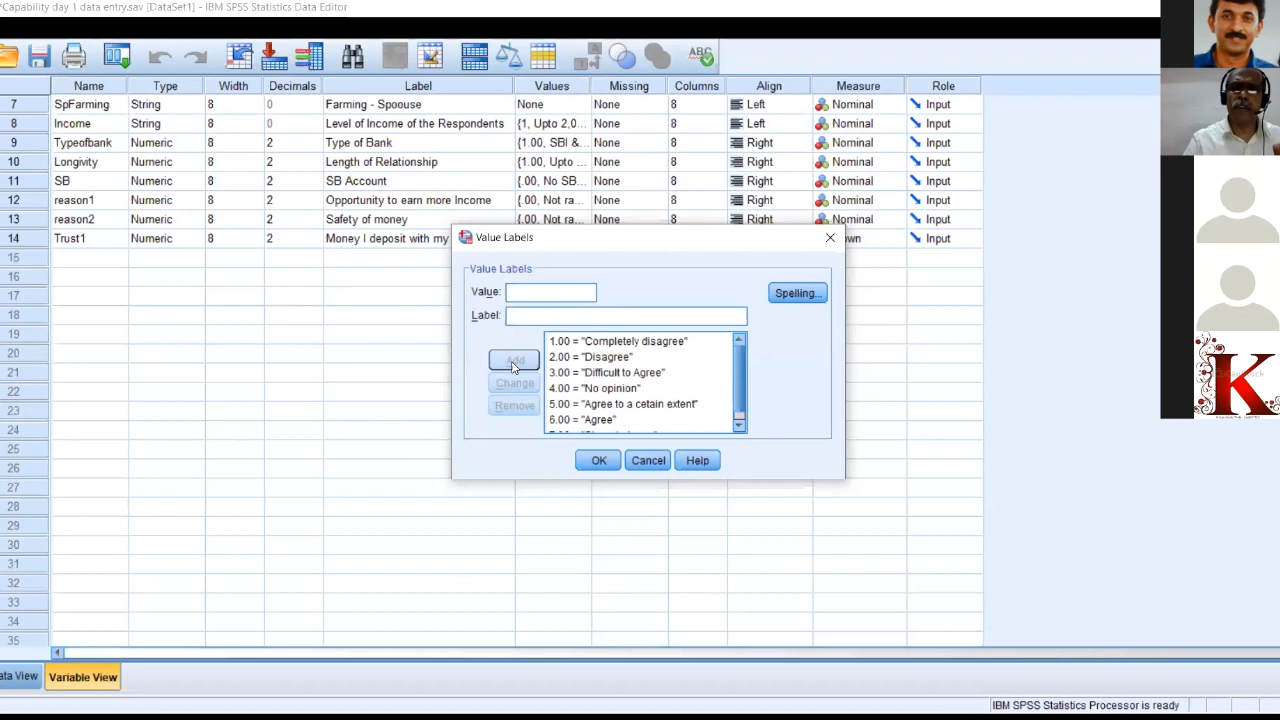 *Capability day 1 data entry.sav [DataSet1] - IBM SPSS Statistics Data Editor
ABC
Name Type Width Decimals Label Values Missing Columns Align Measure Role
7 SpFarming String 8 0 Farming - Spoouse None None 8 Left Nominal Input
8 Income String 8 0 Level of Income of the Respondents {1, Upto 2,0... None 8 Left Nominal Input
9 Typeofbank Numeric 8 2 Type of Bank {1.00, SBI &... None 8 Right Nominal Input
10 Longivity Numeric 8 2 Length of Relationship {1.00, Upto ... None 8 Right Nominal Input
11 SB Numeric 8 2 SB Account {.00, No SB... None 8 Right Nominal Input
12 reason1 Numeric 8 2 Opportunity to earn more Income {.00, Not ra... None 8 Right Nominal Input
13 reason2 Numeric 8 2 Safety of money {.00, Not ra... None 8 Right Nominal Input
14 Trust1 Numeric 8 2 Money I deposit with my Input
15
16
17
18
19
20
21
22
23
24
25
26
27
28
29
30
31
32
33
34
35
Value Labels
Value Labels
Value:
Spelling...
Label:
Add
Change
Remove
1.00 = "Completely disagree"
2.00 = "Disagree"
3.00 = "Difficult to Agree"
4.00 = "No opinion"
5.00 = "Agree to a cetain extent"
6.00 = "Agree"
OK Cancel Help
Variable View
IBM SPSS Statistics Processor is ready
K